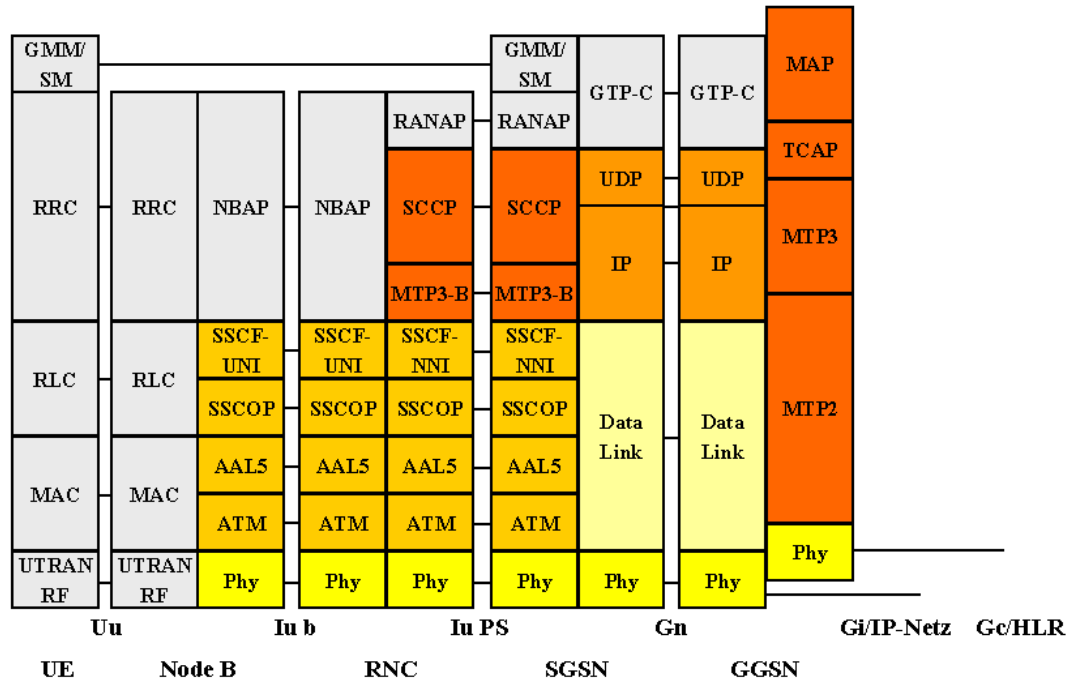 GMM/
SM
GMM/
SM
GTP-C
GTP-C
MAP
RANAP
RANAP
TCAP
RRC
RRC
NBAP
NBAP
SCCP
SCCP
UDP
UDP
MTP3
IP
IP
MTP3-B
MTP3-B
RLC
RLC
SSCF-
UNI
SSCF-
UNI
SSCF-
NNI
SSCF-
NNI
SSCOP
SSCOP
SSCOP
SSCOP
Data
Link
Data
Link
MTP2
MAC
MAC
AAL5
AAL5
AAL5
AAL5
ATM
ATM
ATM
ATM
UTRAN
RF
UTRAN
RF
Phy
Phy
Phy
Phy
Phy
Phy
Phy
Uu
Iu b
Iu PS
Gn
Gi/IP-Netz
Gc/HLR
UE
Node B
RNC
SGSN
GGSN